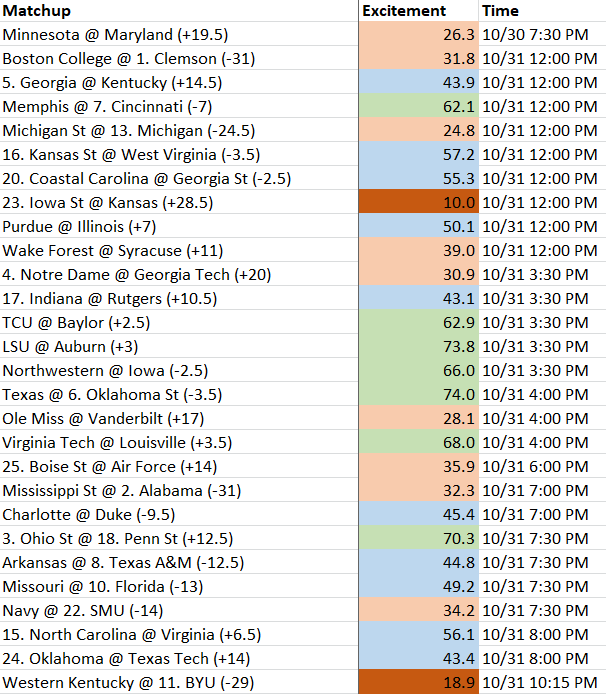 Matchup Excitement Time
Minnesota @ Maryland (+19.5) 26.3 10/30 7:30 PM
Boston College @ 1. Clemson (-31) 31.8 10/31 12:00 PM
5. Georgia @ Kentucky (+14.5) 43.9 10/31 12:00 PM
Memphis @ 7. Cincinnati (-7) 62.1 10/31 12:00 PM
Michigan St @ 13. Michigan (-24.5) 24.8 10/31 12:00 PM
16. Kansas St @ West Virginia (-3.5) 57.2 10/31 12:00 PM
20. Coastal Carolina @ Georgia St (-2.5) 55.3 10/31 12:00 PM
23. Iowa St @ Kansas (+28.5) 10.0 10/31 12:00 PM
Purdue @ Illinois (+7) 50.1 10/31 12:00 PM
Wake Forest @ Syracuse (+11) 39.0 10/31 12:00 PM
4. Notre Dame @ Georgia Tech (+20) 30.9 10/31 3:30 PM
17. Indiana @ Rutgers (+10.5) 43.1 10/31 3:30 PM
TCU @ Baylor (+2.5) 62.9 10/31 3:30 PM
LSU @ Auburn (+3) 73.8 10/31 3:30 PM
Northwestern @ Iowa (-2.5) 66.0 10/31 3:30 PM
Texas @ 6. Oklahoma St (-3.5) 74.0 10/31 4:00 PM
Ole Miss @ Vanderbilt (+17) 28.1 10/31 4:00 PM
Virginia Tech @ Louisville (+3.5) 68.0 10/31 4:00 PM
25. Boise St @ Air Force (+14) 35.9 10/31 6:00 PM
Mississippi St @ 2. Alabama (-31) 32.3 10/31 7:00 PM
Charlotte @ Duke (-9.5) 45.4 10/31 7:00 PM
3. Ohio St @ 18. Penn St (+12.5) 70.3 10/31 7:30 PM
Arkansas @ 8. Texas A&M (-12.5) 44.8 10/31 7:30 PM
Missouri @ 10. Florida (-13) 49.2 10/31 7:30 PM
Navy @ 22. SMU (-14) 34.2 10/31 7:30 PM
15. North Carolina @ Virginia (+6.5) 56.1 10/31 8:00 PM
24. Oklahoma @ Texas Tech (+14) 43.4 10/31 8:00 PM
Western Kentucky @ 11. BYU (-29) 18.9 10/31 10:15 PM